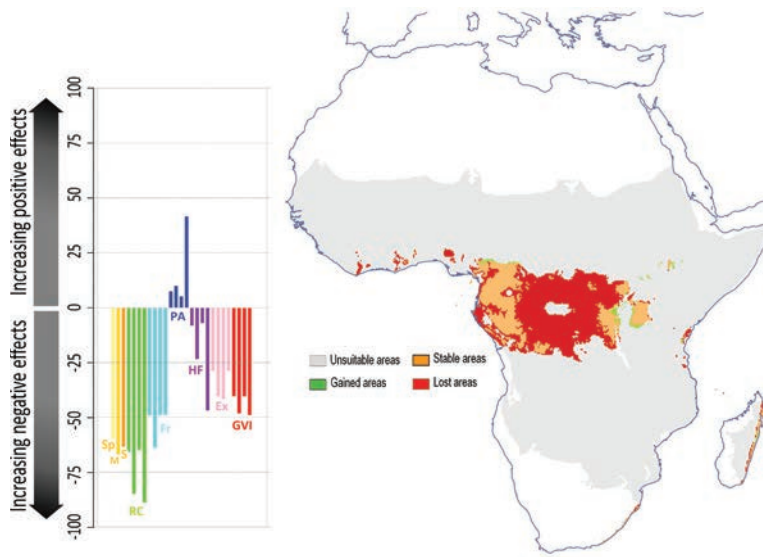 Increasing positive effects
Increasing negative effects
100
75
50
25
0
-25
-50
-75
-100
Sp
M
S
RC
Fr
PA
HF
Ex
GVI
Unsuitable areas
Stable areas
Gained areas
Lost areas